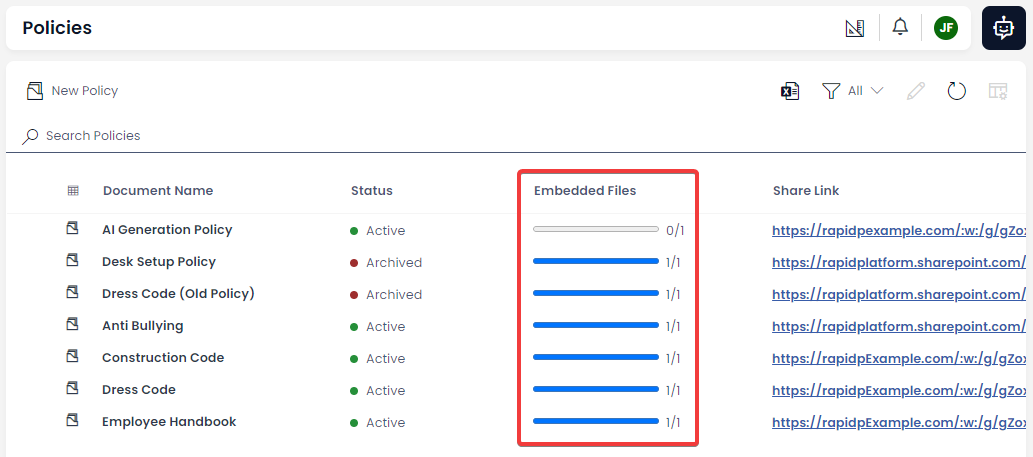 Policies JF
New Policy All
Search Policies
Document Name Status Embedded Files Share Link
AI Generation Policy Active 0/1 https://rapidpexample.com/:w:/g/gZox
Desk Setup Policy Archived 1/1 https://rapidplatform.sharepoint.com/
Dress Code (Old Policy) Archived 1/1 https://rapidplatform.sharepoint.com/
Anti Bullying Active 1/1 https://rapidplatform.sharepoint.com/
Construction Code Active 1/1 https://rapidpExample.com/:w:/g/gZox
Dress Code Active 1/1 https://rapidpExample.com/:w:/g/gZox
Employee Handbook Active 1/1 https://rapidpExample.com/:w:/g/gZox